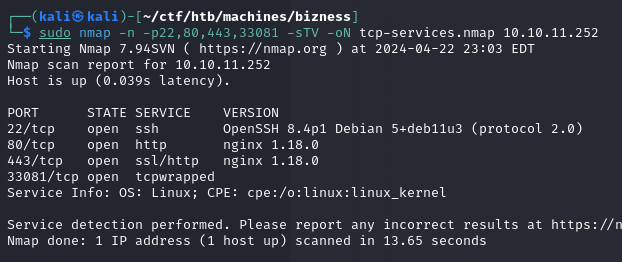 ┌──(kali㉿kali)-[~/ctf/htb/machines/bizness]
└─$ sudo nmap -n -p22,80,443,33081 -sTV -oN tcp-services.nmap 10.10.11.252
Starting Nmap 7.94SVN ( https://nmap.org ) at 2024-04-22 23:03 EDT
Nmap scan report for 10.10.11.252
Host is up (0.039s latency).

PORT      STATE SERVICE    VERSION
22/tcp    open  ssh        OpenSSH 8.4p1 Debian 5+deb11u3 (protocol 2.0)
80/tcp    open  http       nginx 1.18.0
443/tcp   open  ssl/http   nginx 1.18.0
33081/tcp open  tcpwrapped
Service Info: OS: Linux; CPE: cpe:/o:linux:linux_kernel

Service detection performed. Please report any incorrect results at https://n
Nmap done: 1 IP address (1 host up) scanned in 13.65 seconds